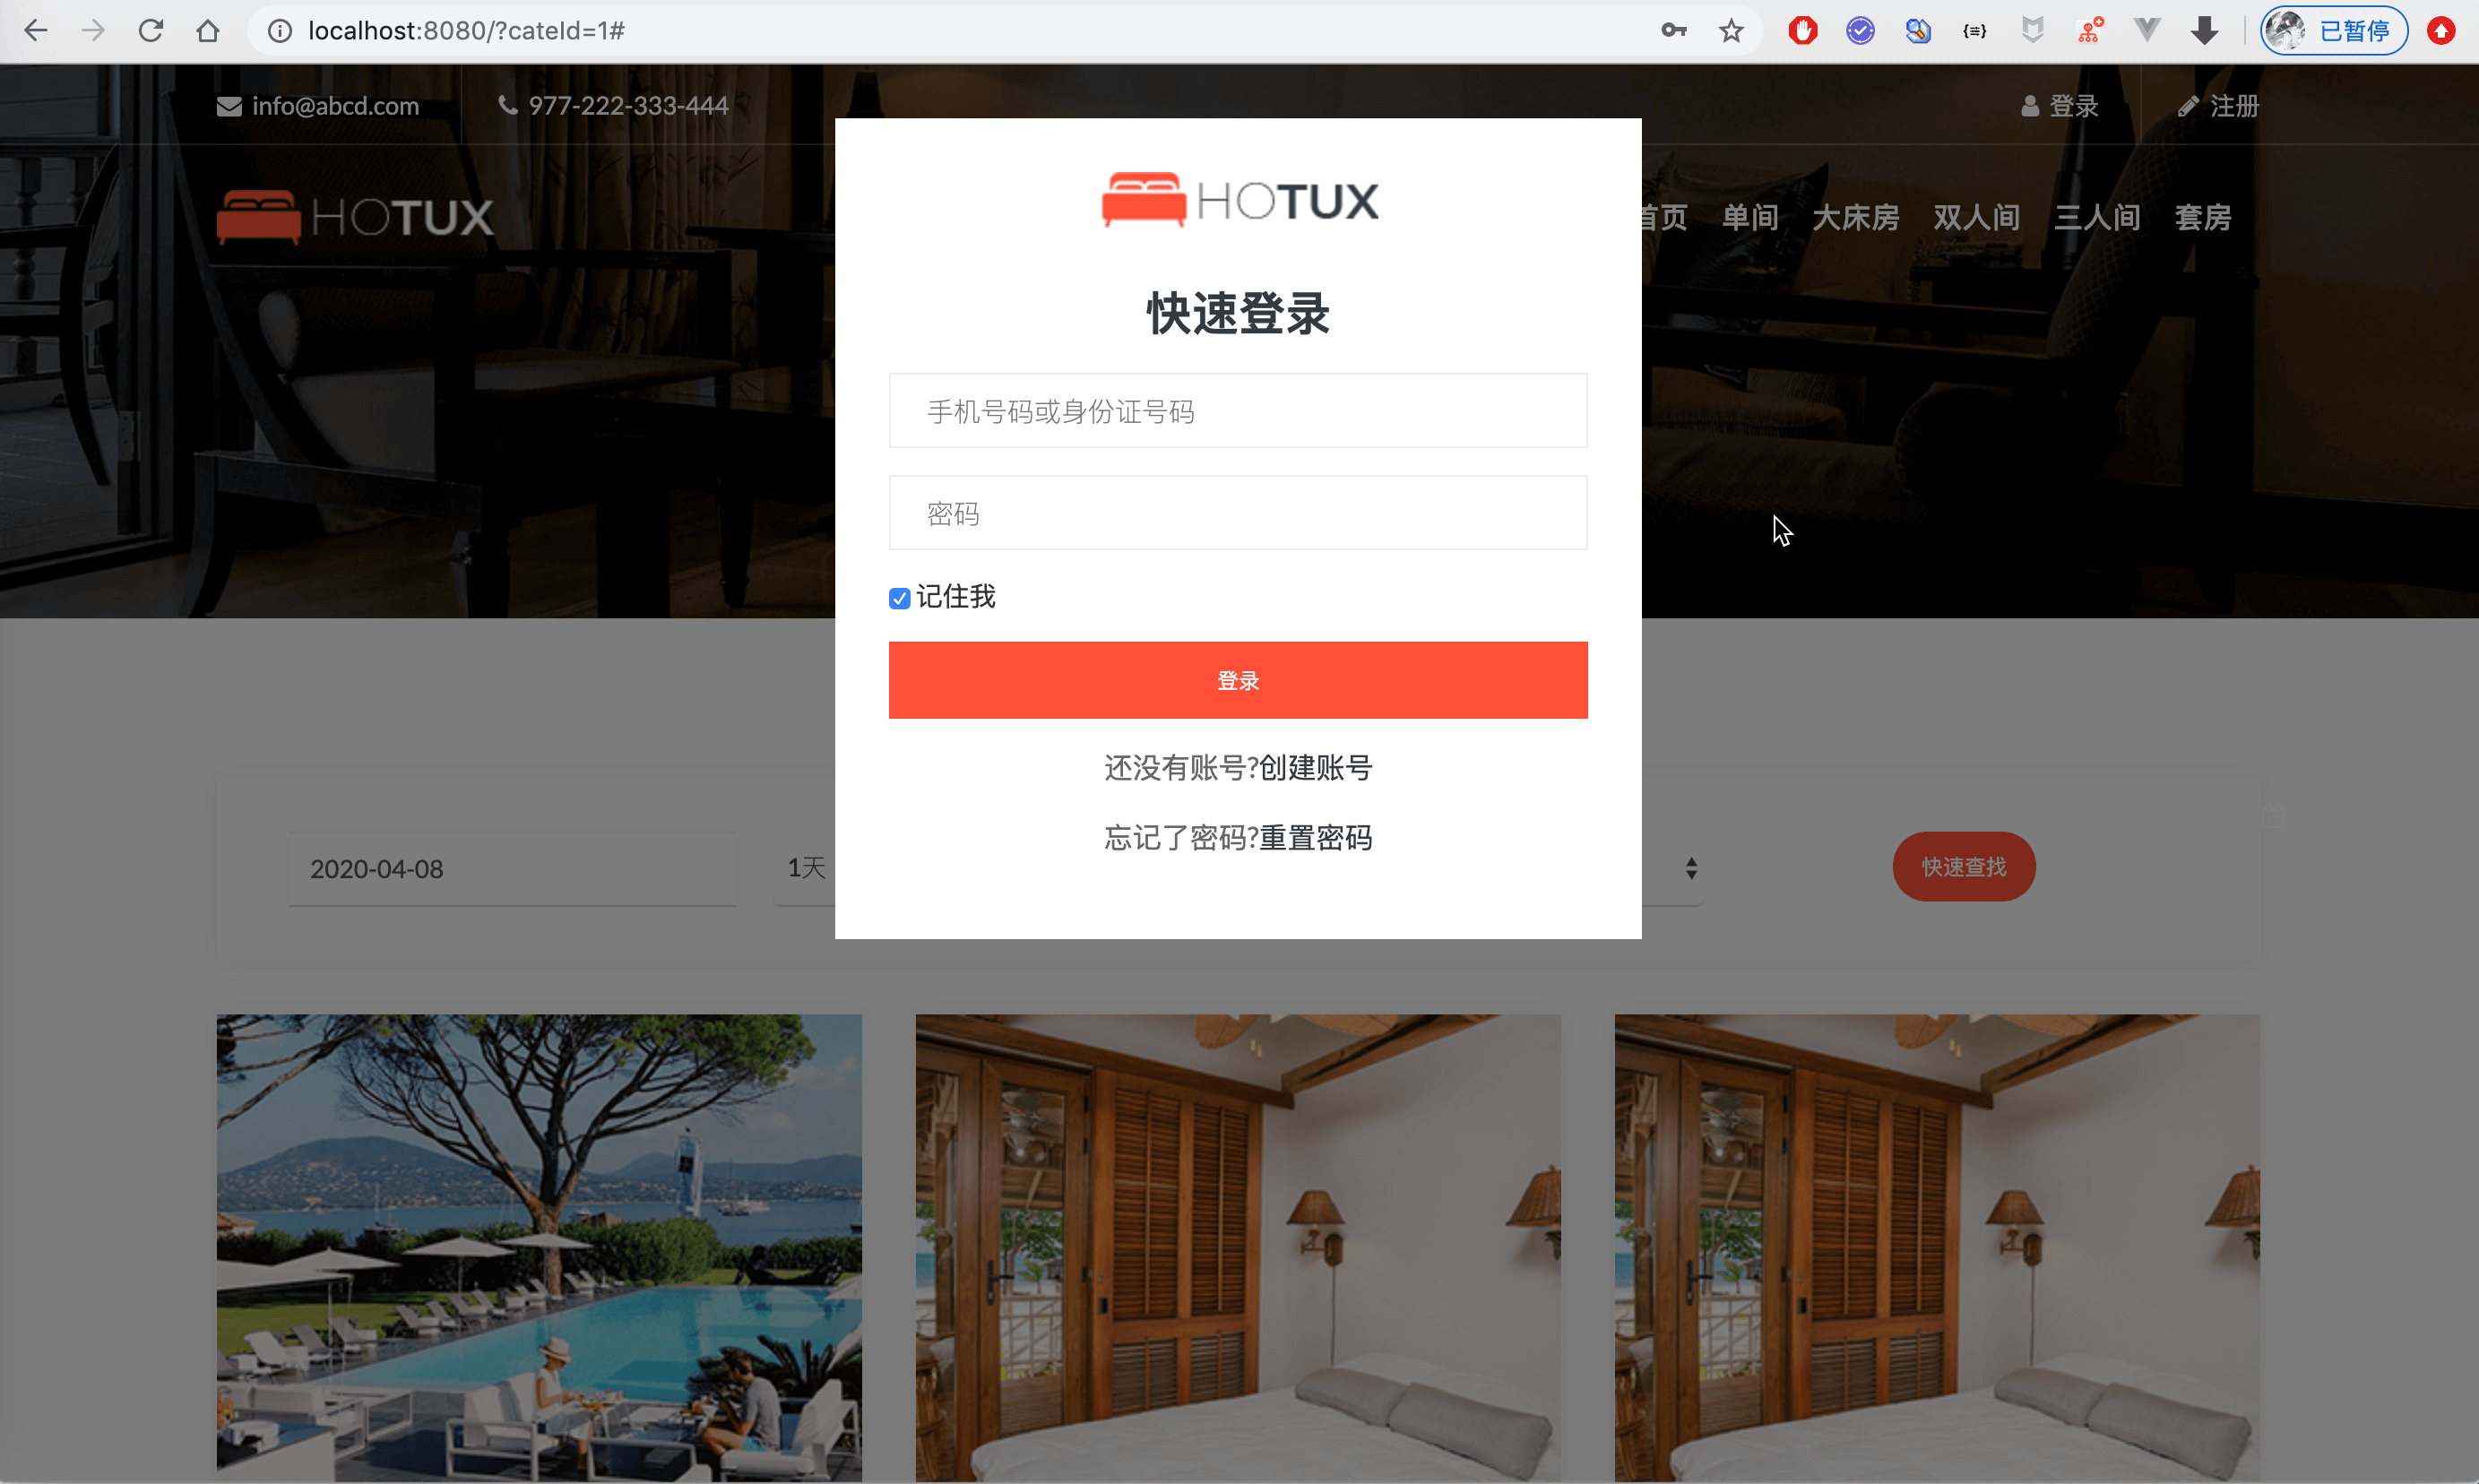 localhost:8080/?cateId=1#
已暂停
info@abcd.com
977-222-333-444
登录
注册
HOTUX
首页 单间 大床房 双人间 三人间 套房
HOTUX
快速登录
手机号码或身份证号码
密码
记住我
登录
还没有账号?创建账号
忘记了密码?重置密码
2020-04-08
1天
快速查找